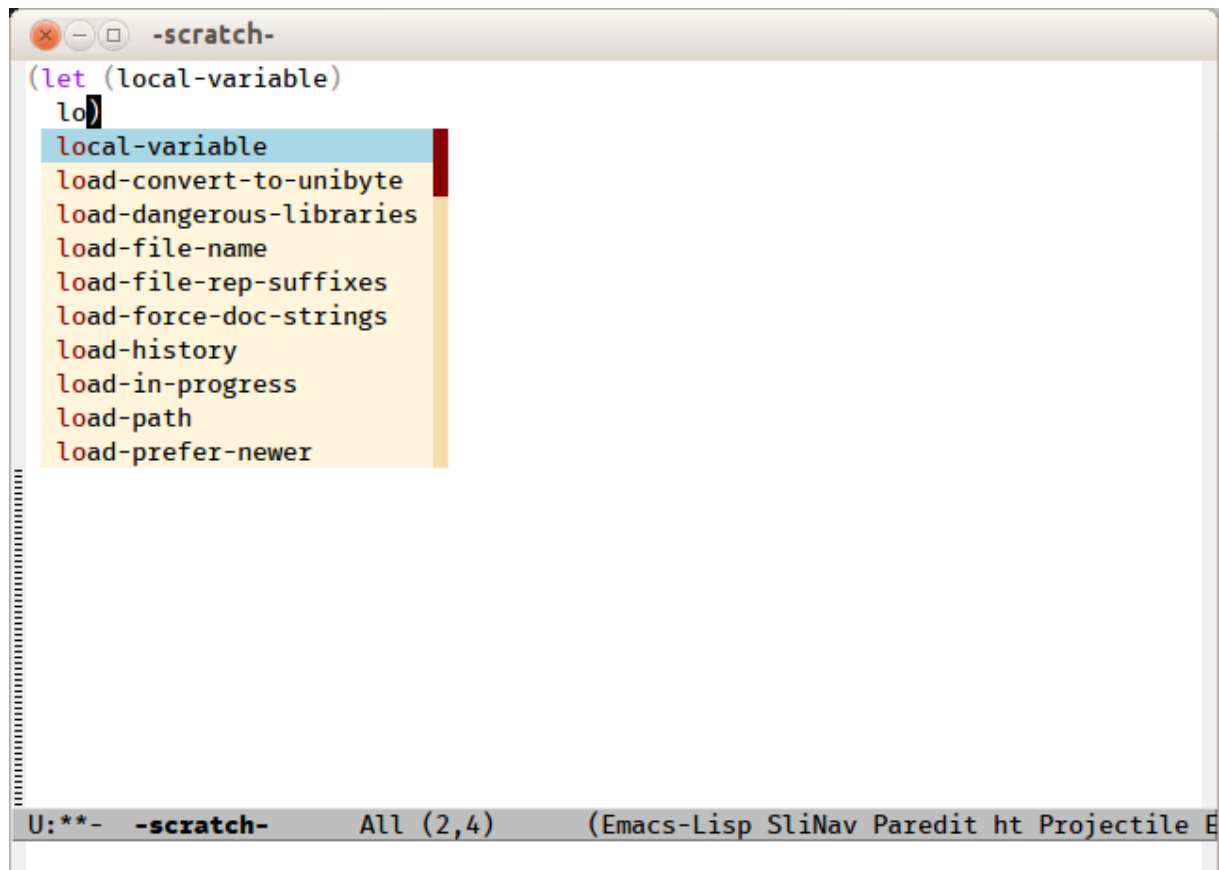 -scratch-
(let (local-variable)
lo)
local-variable
load-convert-to-unibyte
load-dangerous-libraries
load-file-name
load-file-rep-suffixes
load-force-doc-strings
load-history
load-in-progress
load-path
load-prefer-newer
U:**- -scratch- All (2,4) (Emacs-Lisp SliNav Paredit ht Projectile E